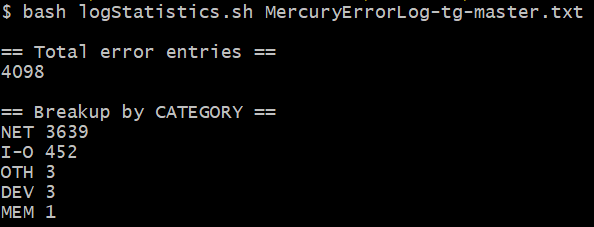 $ bash logStatistics.sh MercuryErrorLog-tg-master.txt
== Total error entries ==
4098
== Breakup by CATEGORY ==
NET 3639
I-O 452
OTH 3
DEV 3
MEM 1